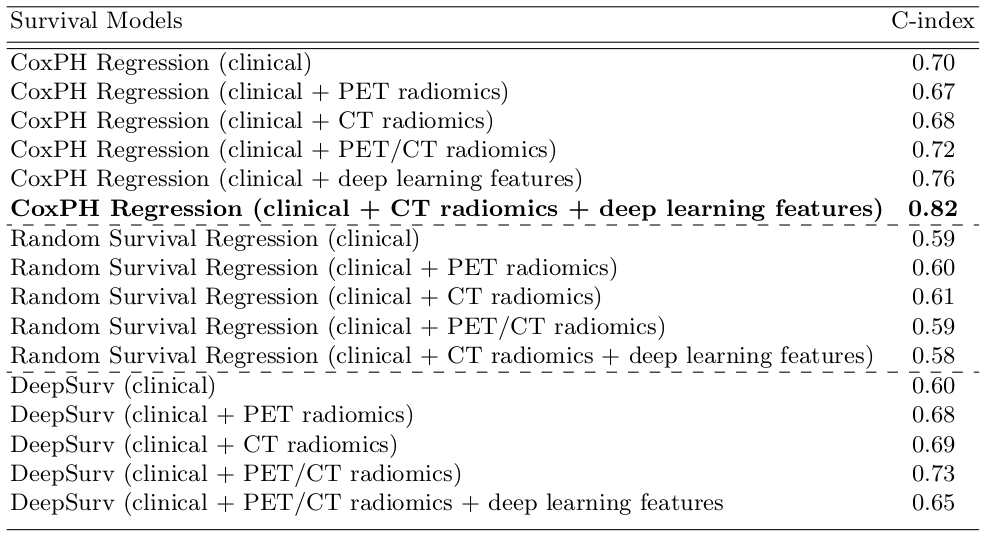 Survival Models C-index
CoxPH Regression (clinical) 0.70
CoxPH Regression (clinical + PET radiomics) 0.67
CoxPH Regression (clinical + CT radiomics) 0.68
CoxPH Regression (clinical + PET/CT radiomics) 0.72
CoxPH Regression (clinical + deep learning features) 0.76
CoxPH Regression (clinical + CT radiomics + deep learning features) 0.82
Random Survival Regression (clinical) 0.59
Random Survival Regression (clinical + PET radiomics) 0.60
Random Survival Regression (clinical + CT radiomics) 0.61
Random Survival Regression (clinical + PET/CT radiomics) 0.59
Random Survival Regression (clinical + CT radiomics + deep learning features) 0.58
DeepSurv (clinical) 0.60
DeepSurv (clinical + PET radiomics) 0.68
DeepSurv (clinical + CT radiomics) 0.69
DeepSurv (clinical + PET/CT radiomics) 0.73
DeepSurv (clinical + PET/CT radiomics + deep learning features 0.65